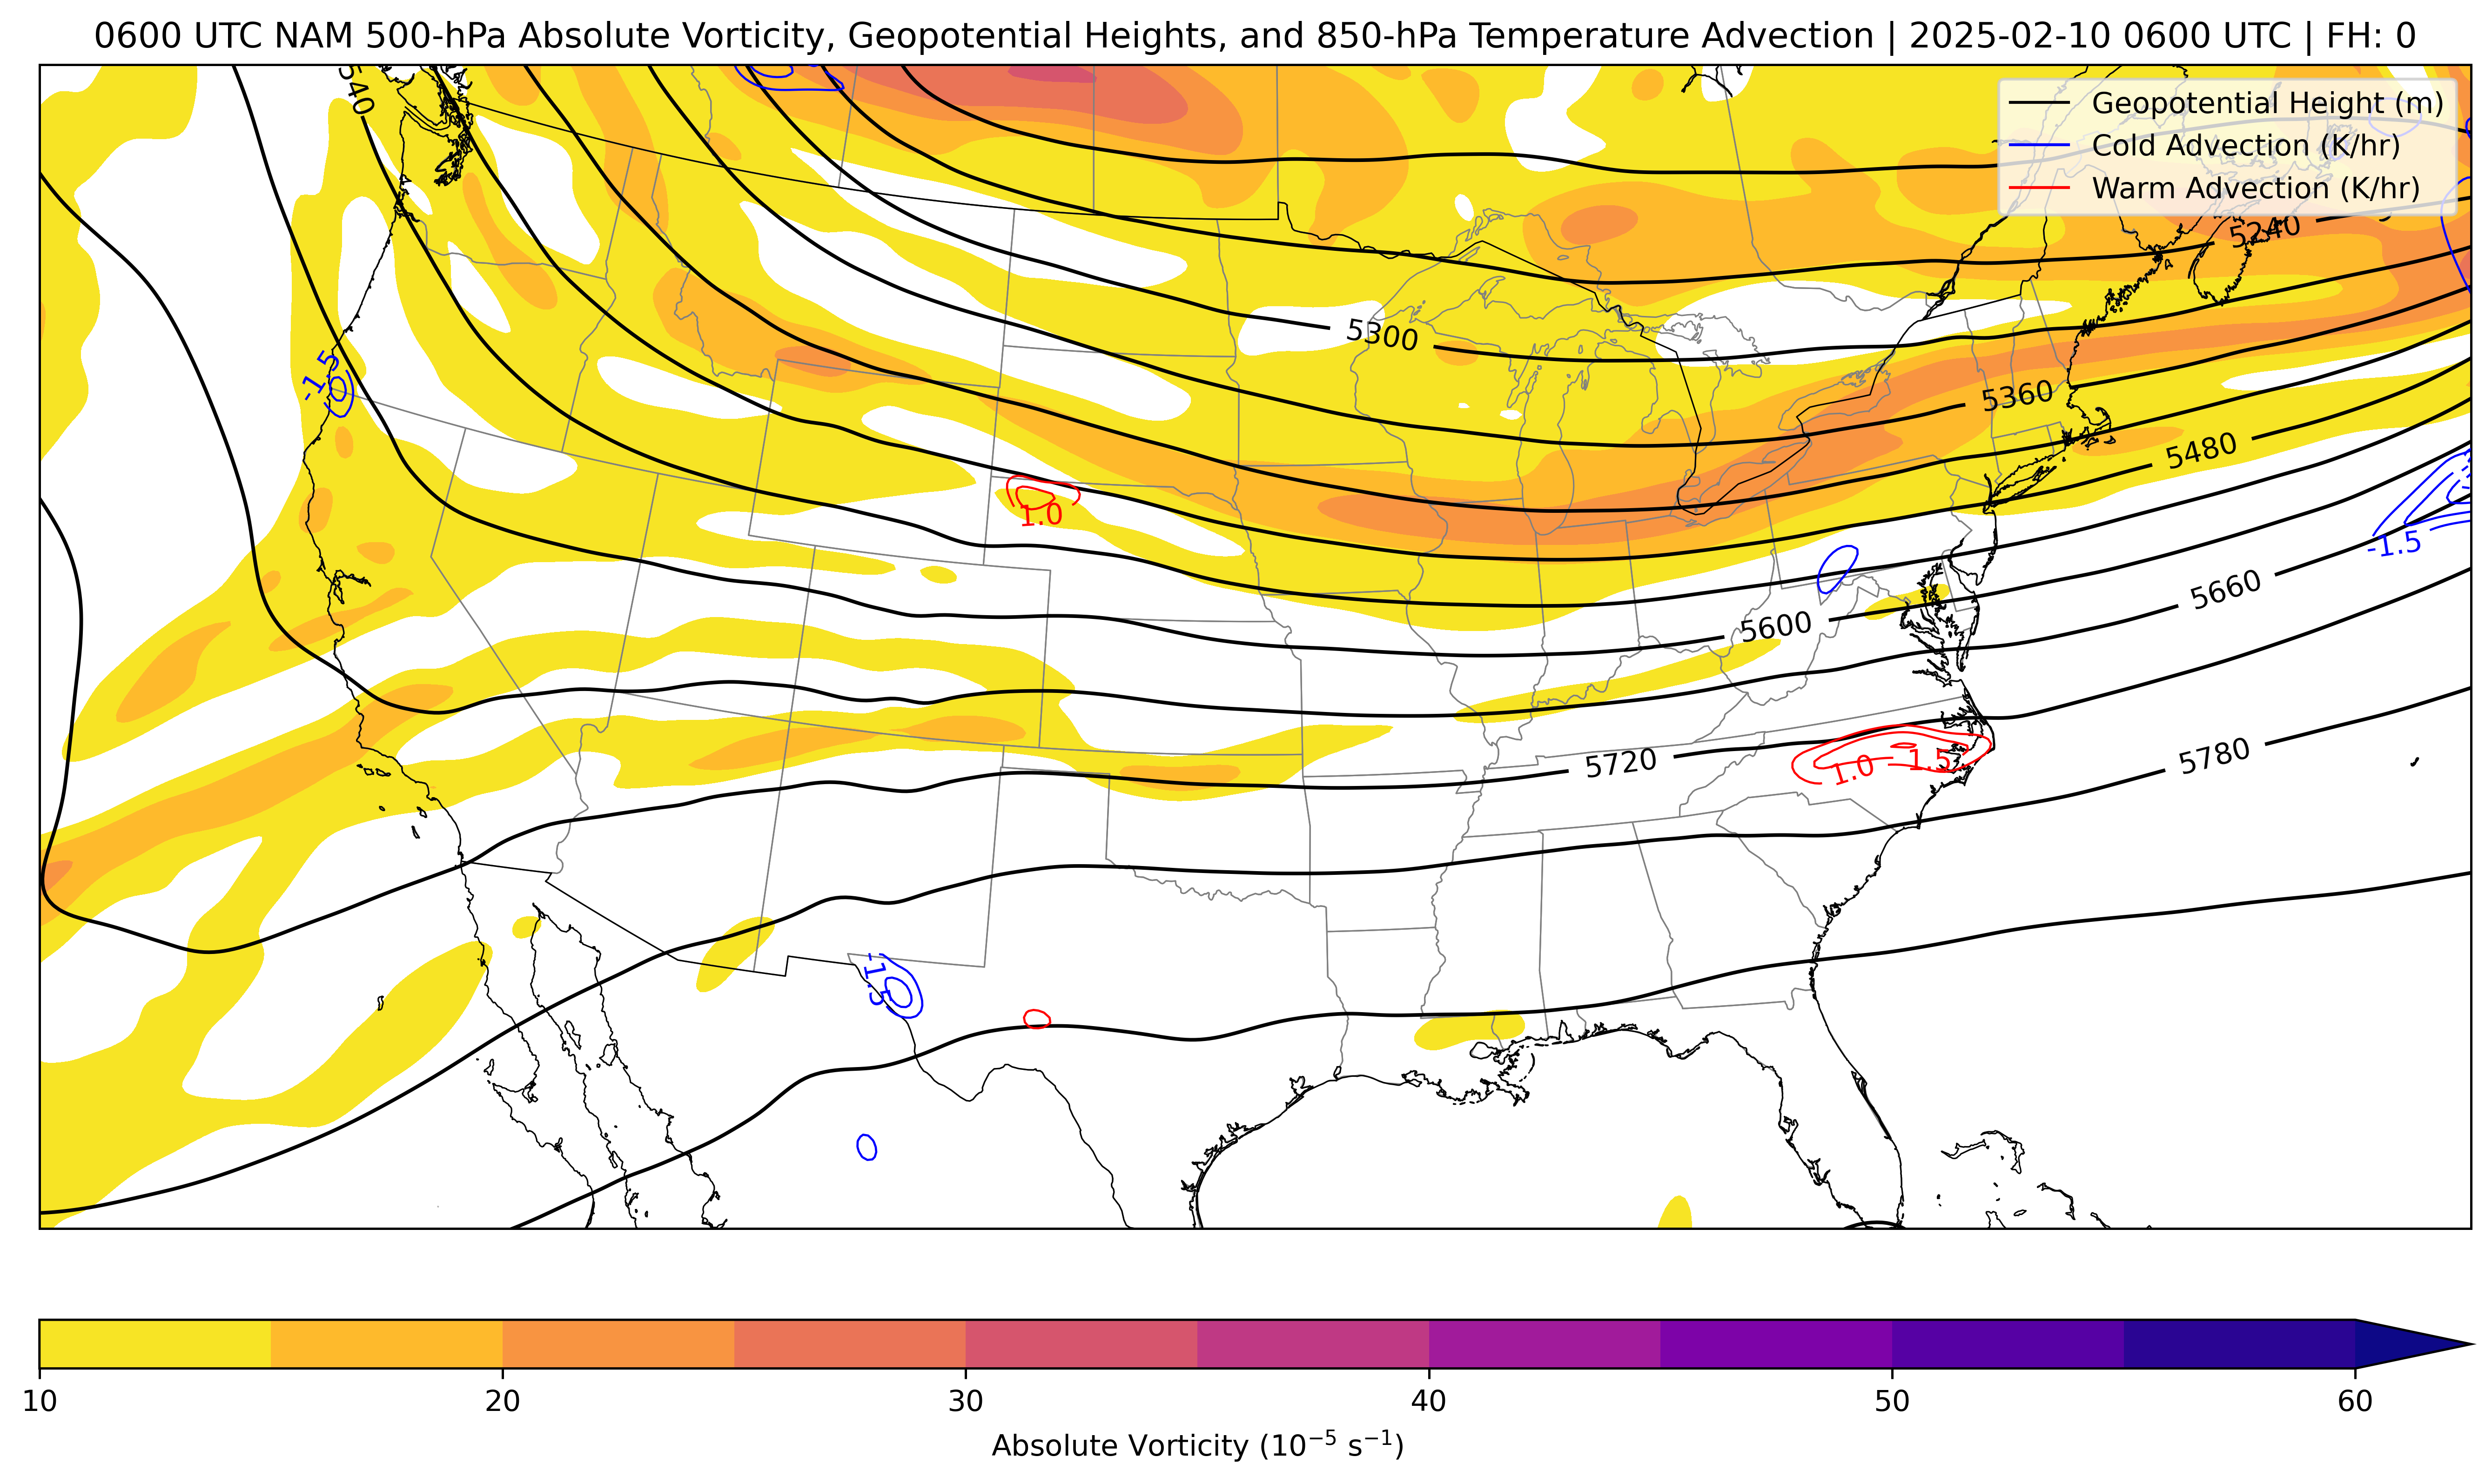 0600 UTC NAM 500-hPa Absolute Vorticity, Geopotential Heights, and 850-hPa Temperature Advection | 2025-02-10 0600 UTC | FH: 0
Geopotential Height (m)
Cold Advection (K/hr)
Warm Advection (K/hr)
5240
5300
-1.5
5360
5480
1.0
-1.5
5660
5600
5720
1.0
1.5
5780
-1.5
10 20 30 40 50 60
Absolute Vorticity (10⁻⁵ s⁻¹)